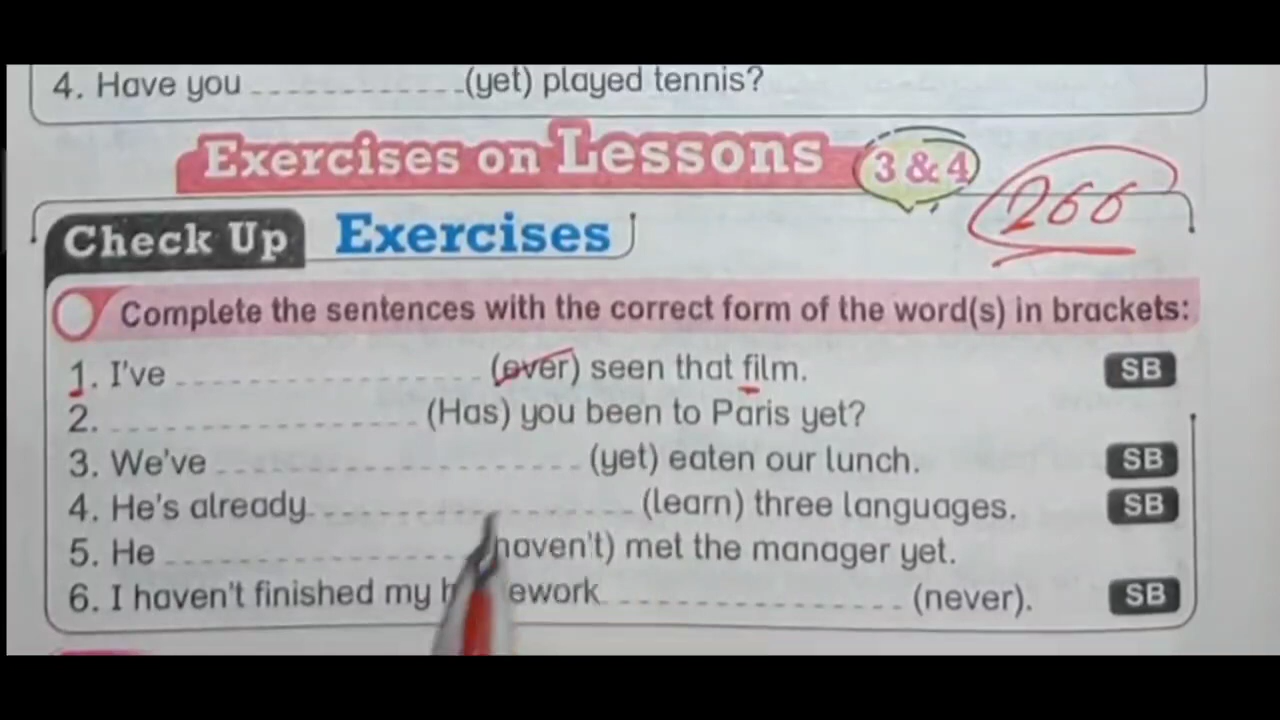 4. Have you ............ (yet) played tennis?
Exercises on Lessons 3 & 4
266
Check Up Exercises
Complete the sentences with the correct form of the word(s) in brackets:
1. I've ............ (ever) seen that film. SB
2. ............ (Has) you been to Paris yet?
3. We've ............ (yet) eaten our lunch. SB
4. He's already ............ (learn) three languages. SB
5. He ............ haven't) met the manager yet.
6. I haven't finished my h ework ............ (never). SB